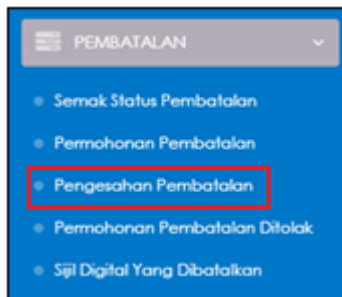 PEMBATALAN
Semak Status Pembatalan
Permohonan Pembatalan
Pengesahan Pembatalan
Permohonan Pembatalan Ditolak
Sijil Digital Yang Dibatalkan